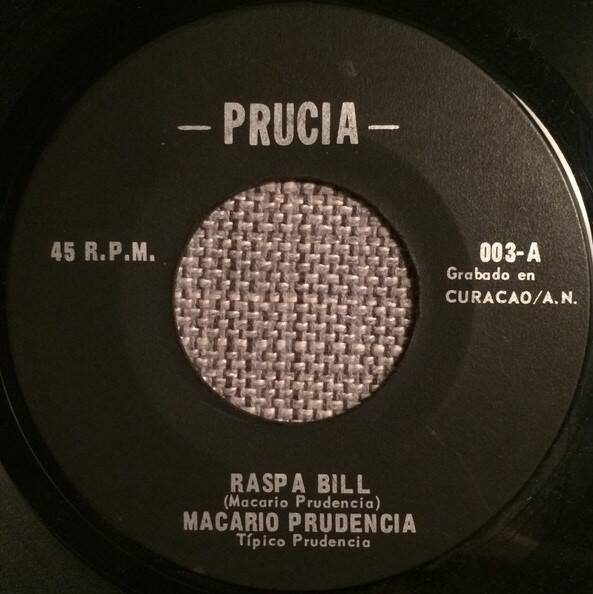 — PRUCIA —
45 R.P.M.
003-A
Grabado en
CURACAO/A.N.
RASPA BILL
(Macario Prudencia)
MACARIO PRUDENCIA
Típico Prudencia